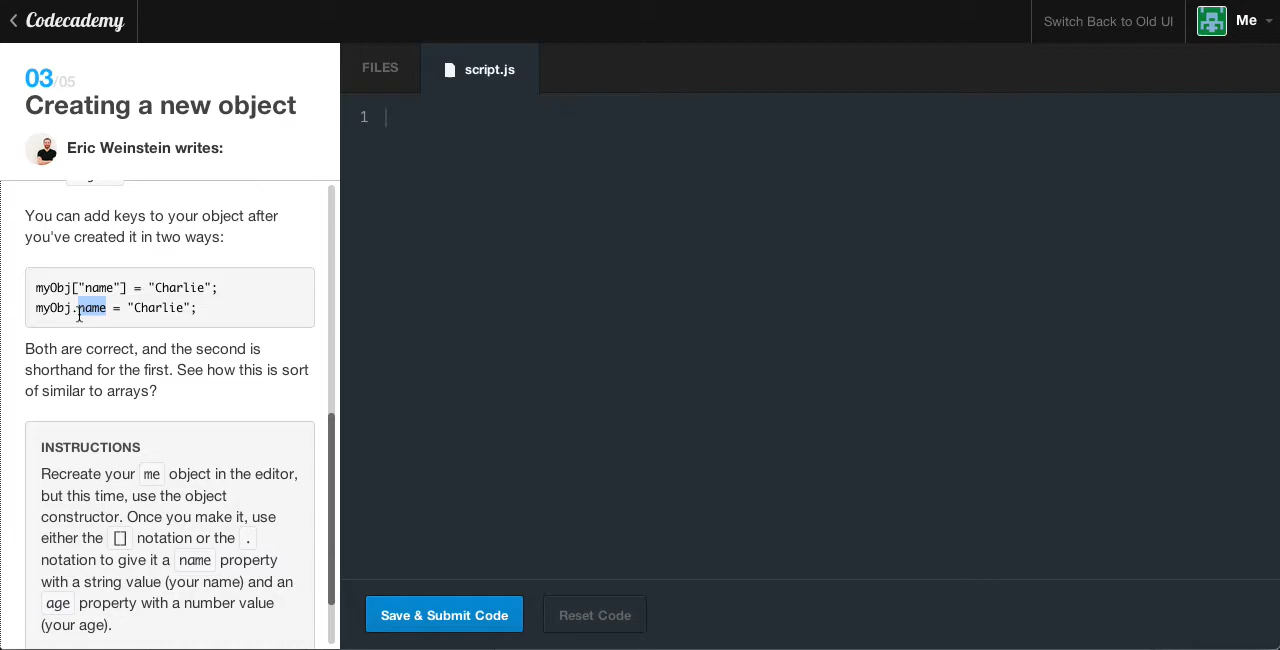 Codecademy
Switch Back to Old UI
Me
03/05
Creating a new object
Eric Weinstein writes:
You can add keys to your object after
you've created it in two ways:
myObj["name"] = "Charlie";
myObj.name = "Charlie";
Both are correct, and the second is
shorthand for the first. See how this is sort
of similar to arrays?
INSTRUCTIONS
Recreate your me object in the editor,
but this time, use the object
constructor. Once you make it, use
either the [] notation or the .
notation to give it a name property
with a string value (your name) and an
age property with a number value
(your age).
FILES
script.js
1
Save & Submit Code
Reset Code